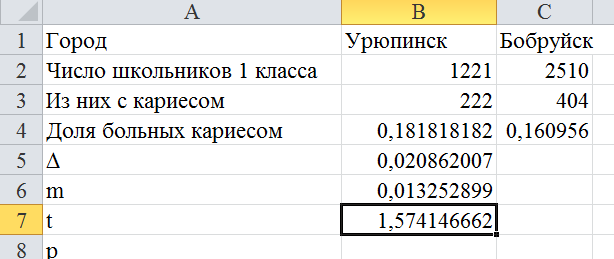 A B C
1 Город Урюпинск Бобруйск
2 Число школьников 1 класса 1221 2510
3 Из них с кариесом 222 404
4 Доля больных кариесом 0,181818182 0,160956
5 Δ 0,020862007
6 m 0,013252899
7 t 1,574146662
8 p